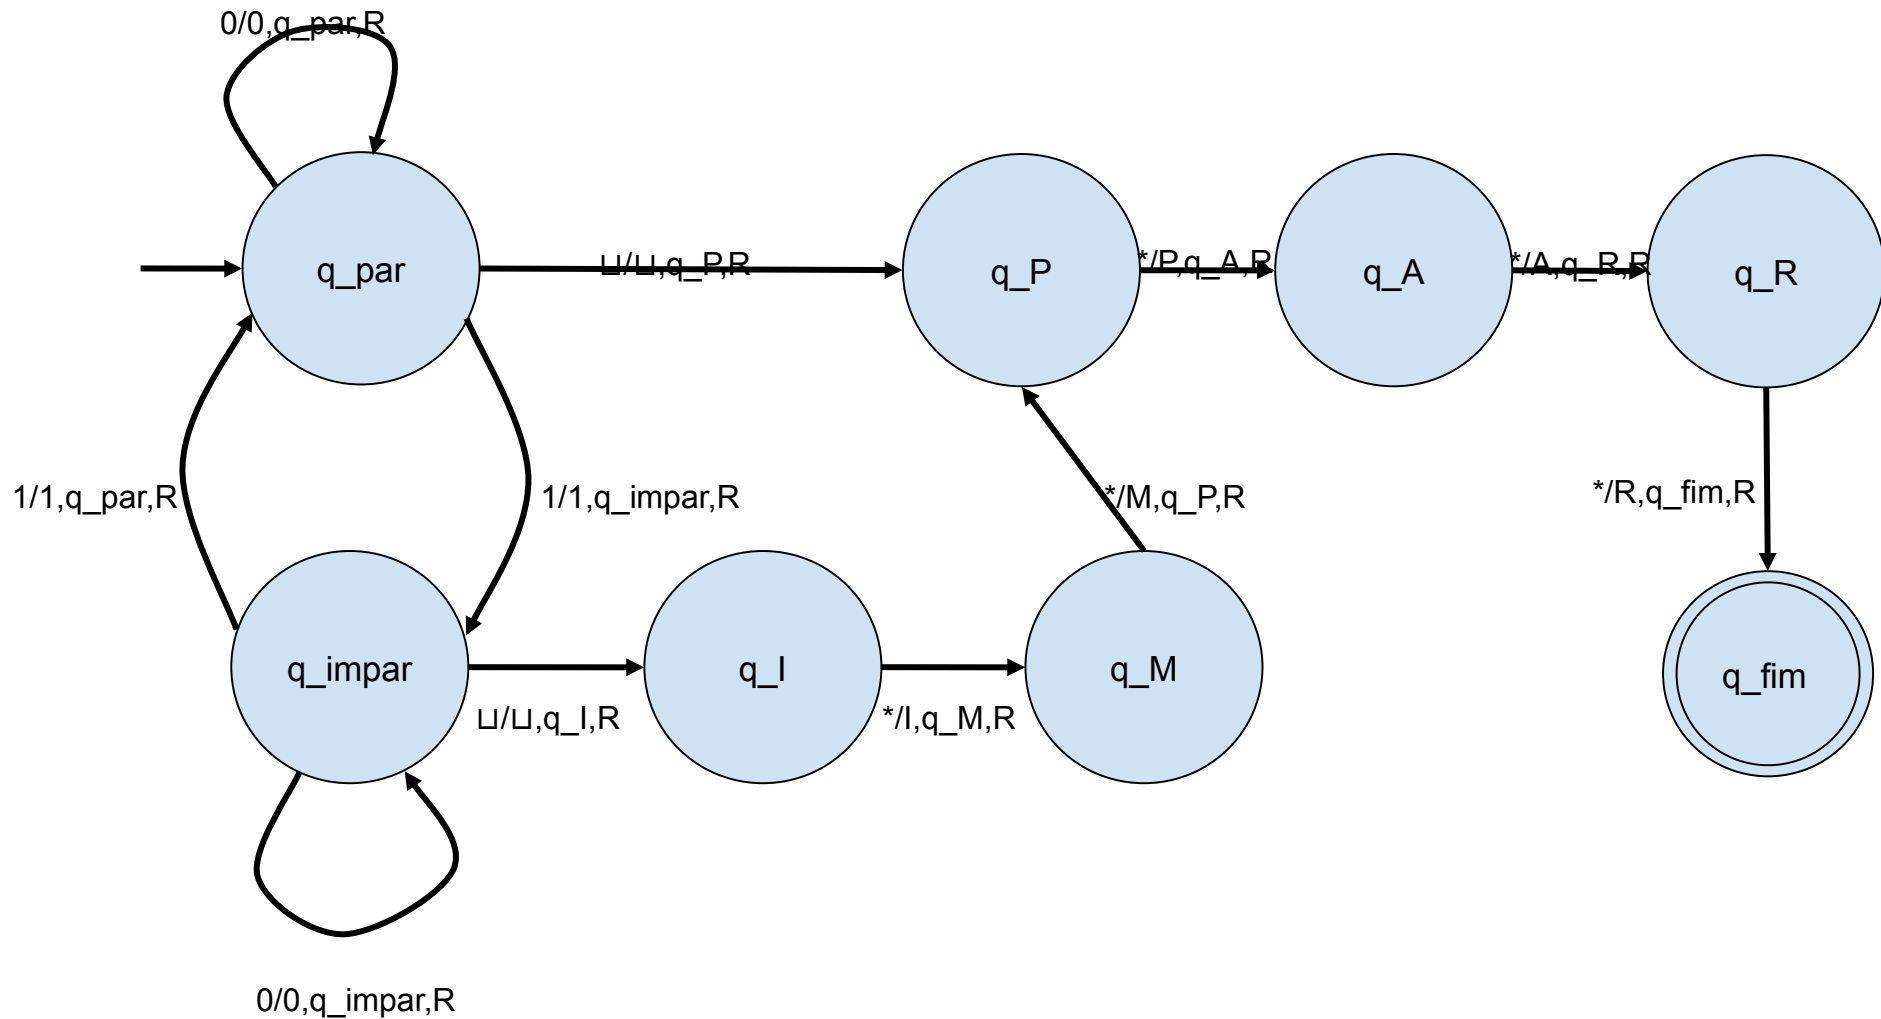 0/0,q_par,R
q_par
⊔/⊔,q_P,R
q_P
*/P,q_A,R
q_A
*/A,q_R,R
q_R
1/1,q_par,R
1/1,q_impar,R
*/M,q_P,R
*/R,q_fim,R
q_impar
⊔/⊔,q_I,R
q_I
*/I,q_M,R
q_M
q_fim
0/0,q_impar,R